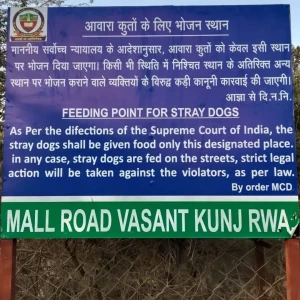 आवारा कुतों के लिए भोजन स्थान
माननीय सर्वोच्च न्यायालय के आदेशानुसार, आवारा कुतों को केवल इसी स्थान
पर भोजन दिया जाएगा। किसी भी स्थिति में निश्चित स्थान के अतिरिक्त अन्य
स्थान पर भोजन कराने वाले व्यक्तियों के विरुद्ध कड़ी कानूनी कारवाई की जाएगी।
आज्ञा से दि.न.नि.
FEEDING POINT FOR STRAY DOGS
As Per the difections of the Supreme Court of India, the
stray dogs shall be given food only this designated place.
in any case, stray dogs are fed on the streets, strict legal
action will be taken against the violators, as per law.
By order MCD
MALL ROAD VASANT KUNJ RWA